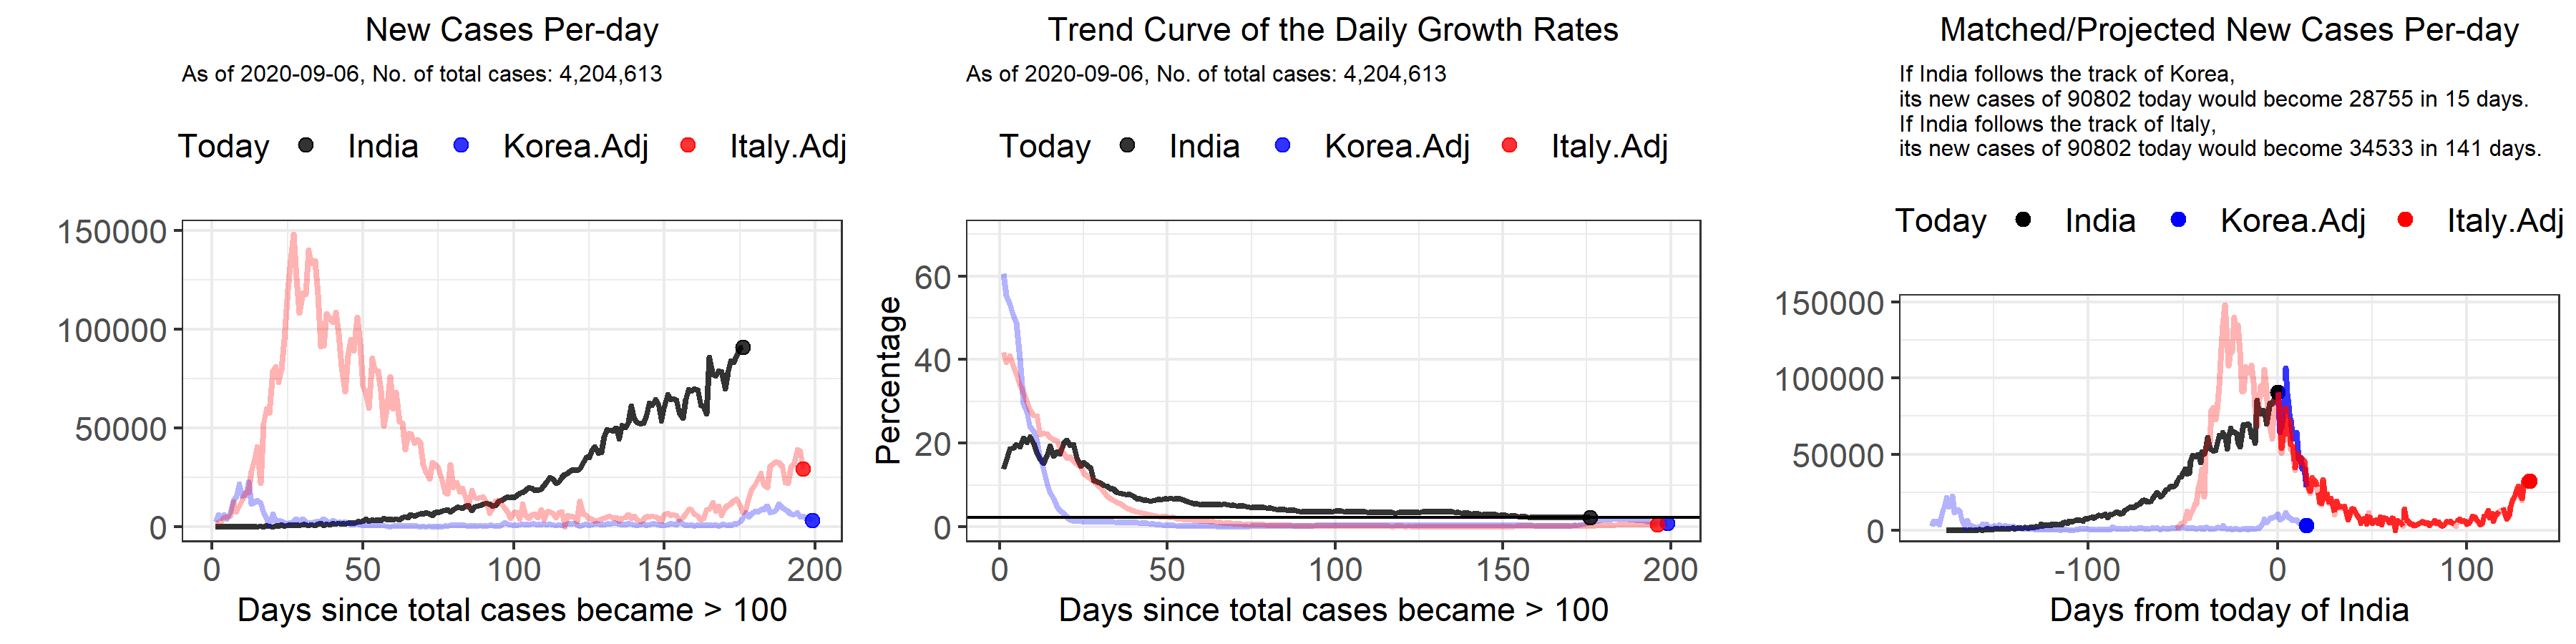 New Cases Per-day
As of 2020-09-06, No. of total cases: 4,204,613
Today India Korea.Adj Italy.Adj
150000
100000
50000
0
0 50 100 150 200
Days since total cases became > 100
Trend Curve of the Daily Growth Rates
As of 2020-09-06, No. of total cases: 4,204,613
Today India Korea.Adj Italy.Adj
Percentage
60
40
20
0
0 50 100 150 200
Days since total cases became > 100
Matched/Projected New Cases Per-day
If India follows the track of Korea,
its new cases of 90802 today would become 28755 in 15 days.
If India follows the track of Italy,
its new cases of 90802 today would become 34533 in 141 days.
Today India Korea.Adj Italy.Adj
150000
100000
50000
0
-100 0 100
Days from today of India